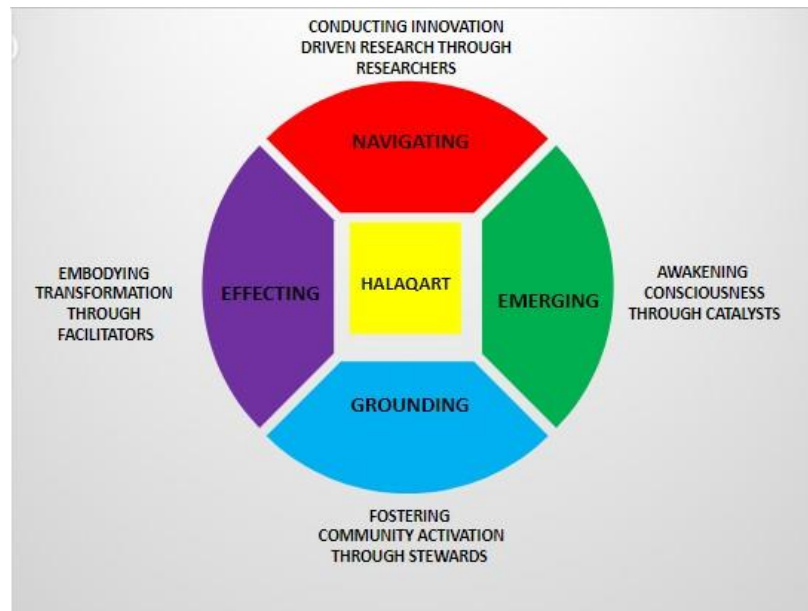 CONDUCTING INNOVATION
DRIVEN RESEARCH THROUGH
RESEARCHERS
NAVIGATING
EMBODYING
TRANSFORMATION
THROUGH
FACILITATORS
EFFECTING
HALAQART
EMERGING
AWAKENING
CONSCIOUSNESS
THROUGH CATALYSTS
GROUNDING
FOSTERING
COMMUNITY ACTIVATION
THROUGH STEWARDS